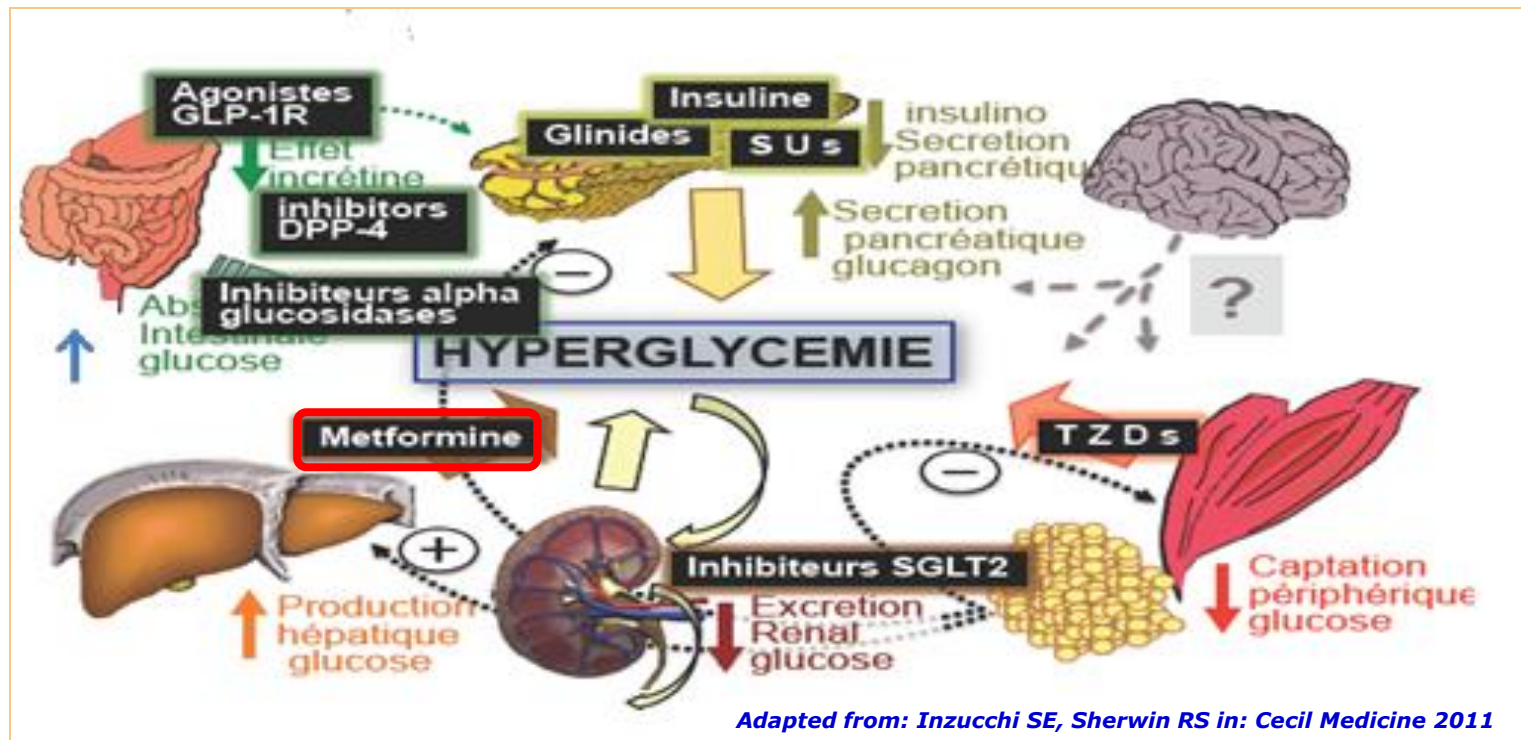 Agonistes
GLP-1R
Effet
incrétine
inhibitors
DPP-4
Inhibiteurs alpha
glucosidases
Intestinale
glucose
Insuline
Glinides
S U s
insulino
Secretion
pancrétiqu
Secretion
pancréatique
glucagon
?
−
HYPERGLYCEMIE
Metformine
+
Production
hépatique
glucose
Inhibiteurs SGLT2
Excretion
Renal
glucose
T Z D s
−
Captation
périphérique
glucose
Adapted from: Inzucchi SE, Sherwin RS in: Cecil Medicine 2011